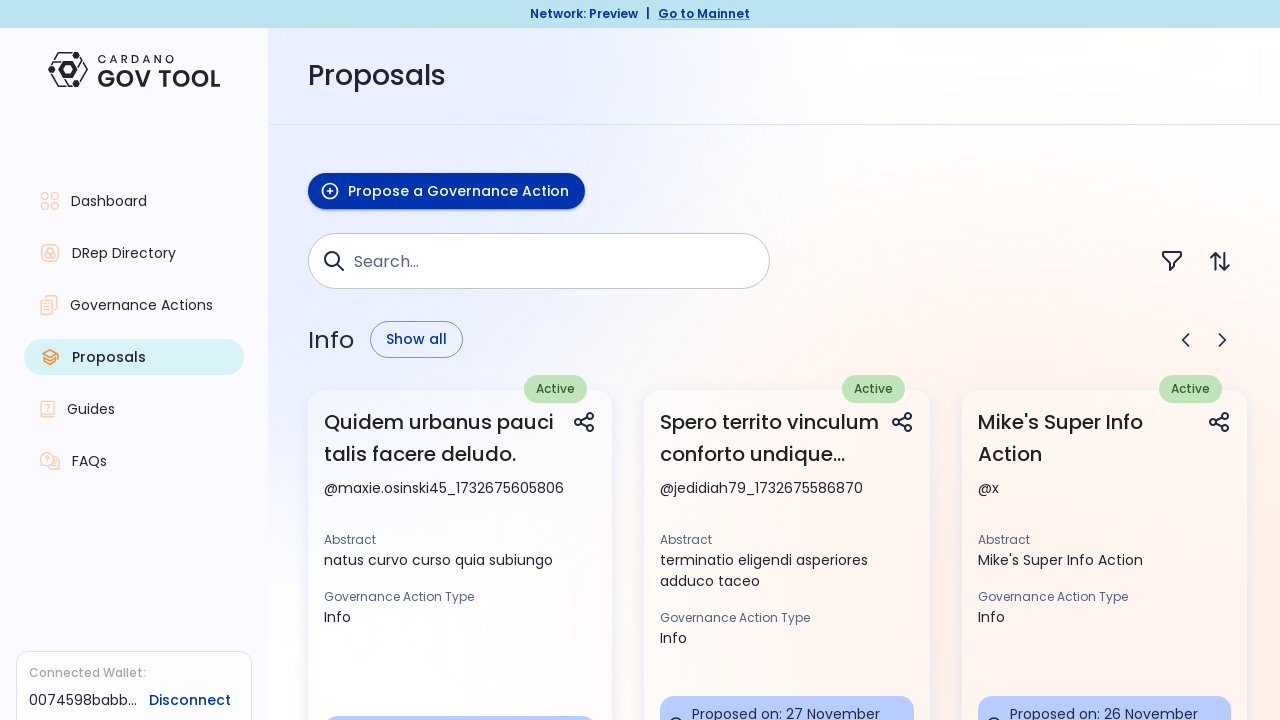 Network: Preview | Go to Mainnet
CARDANO
GOV TOOL
Dashboard
DRep Directory
Governance Actions
Proposals
Guides
FAQs
Connected Wallet:
0074598babb... Disconnect
Proposals
Propose a Governance Action
Search...
Info Show all
Active
Quidem urbanus pauci
talis facere deludo.
@maxie.osinski45_1732675605806
Abstract
natus curvo curso quia subiungo
Governance Action Type
Info
Active
Spero territo vinculum
conforto undique...
@jedidiah79_1732675586870
Abstract
terminatio eligendi asperiores
adduco taceo
Governance Action Type
Info
Proposed on: 27 November
Active
Mike's Super Info
Action
@x
Abstract
Mike's Super Info Action
Governance Action Type
Info
Proposed on: 26 November